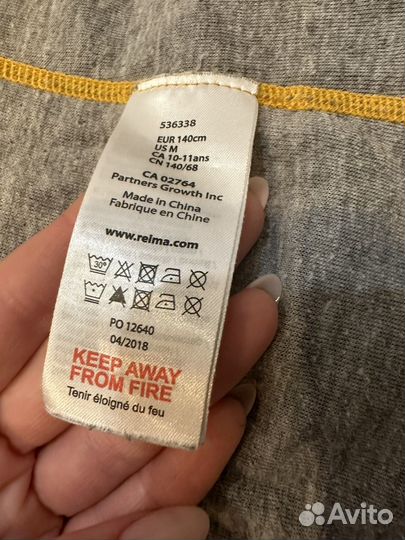 536338
EUR 140cm
US M
CA 10-11ans
CN 140/68
CA 02764
Partners Growth Inc
Made in China
Fabrique en Chine
www.reima.com
30°
PO 12640
04/2018
KEEP AWAY
FROM FIRE
Tenir éloigné du feu
Avito